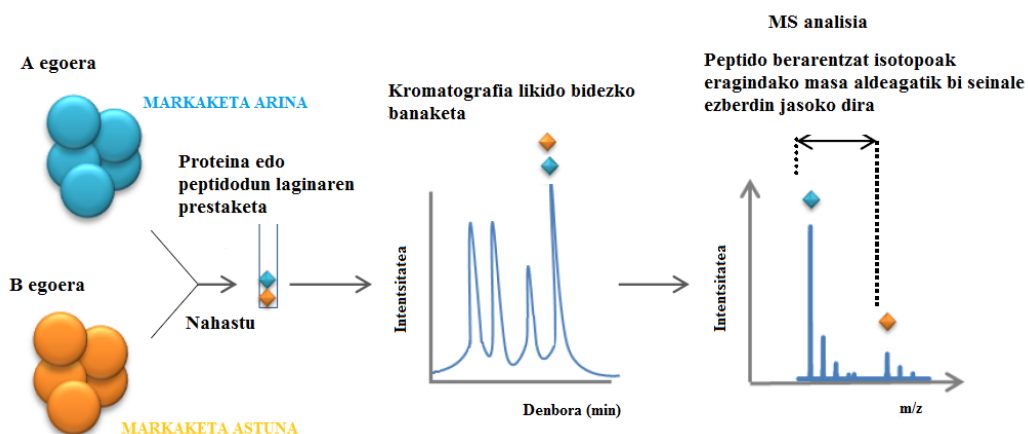 A egoera
MARKAKETA ARINA
B egoera
MARKAKETA ASTUNA
Proteina edo
peptidodun laginaren
prestaketa
Nahastu
Kromatografia likido bidezko
banaketa
Intentsitatea
Denbora (min)
MS analisia
Peptido berarentzat isotopoak
eragindako masa aldeagatik bi seinale
ezberdin jasoko dira
Intentsitatea
m/z